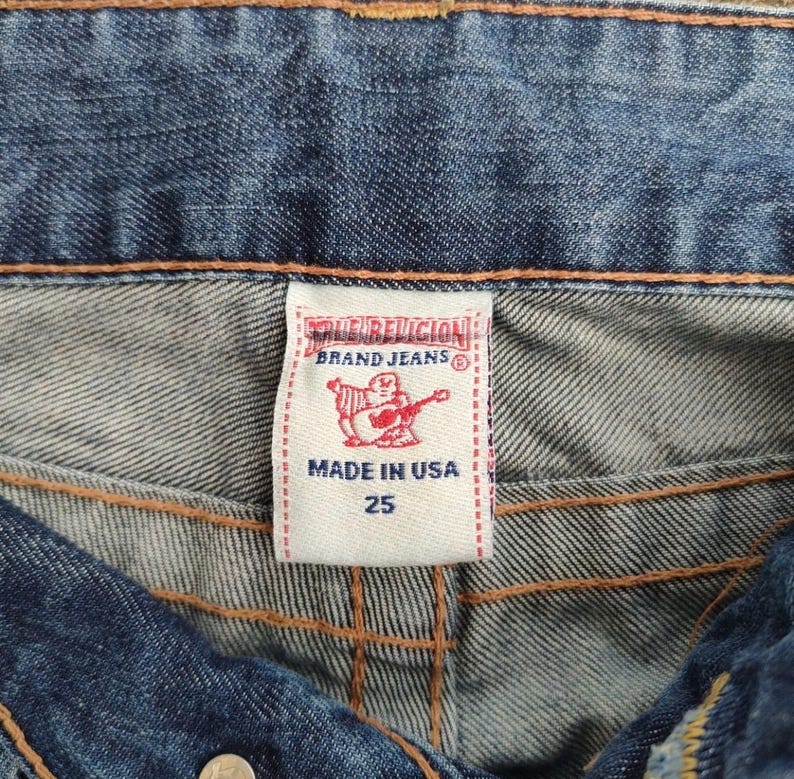 TRUE RELIGION
BRAND JEANS ®
MADE IN USA
25